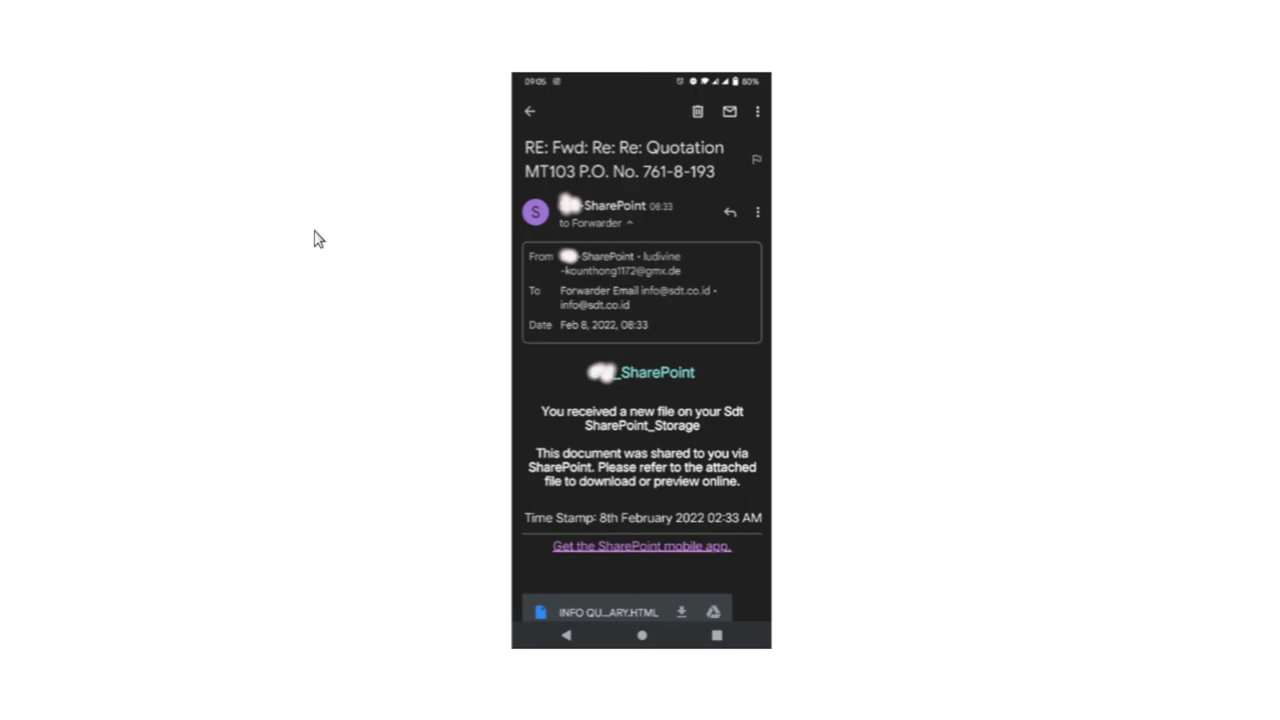 09:05
80%
RE: Fwd: Re: Re: Quotation
MT103 P.O. No. 761-8-193
S
-SharePoint 08:33
to Forwarder
From -SharePoint • ludivine
-kounthong1172@gmx.de
To Forwarder Email info@sdt.co.id •
info@sdt.co.id
Date Feb 8, 2022, 08:33
_SharePoint
You received a new file on your Sdt
SharePoint_Storage
This document was shared to you via
SharePoint. Please refer to the attached
file to download or preview online.
Time Stamp: 8th February 2022 02:33 AM
Get the SharePoint mobile app.
INFO QU...ARY.HTML